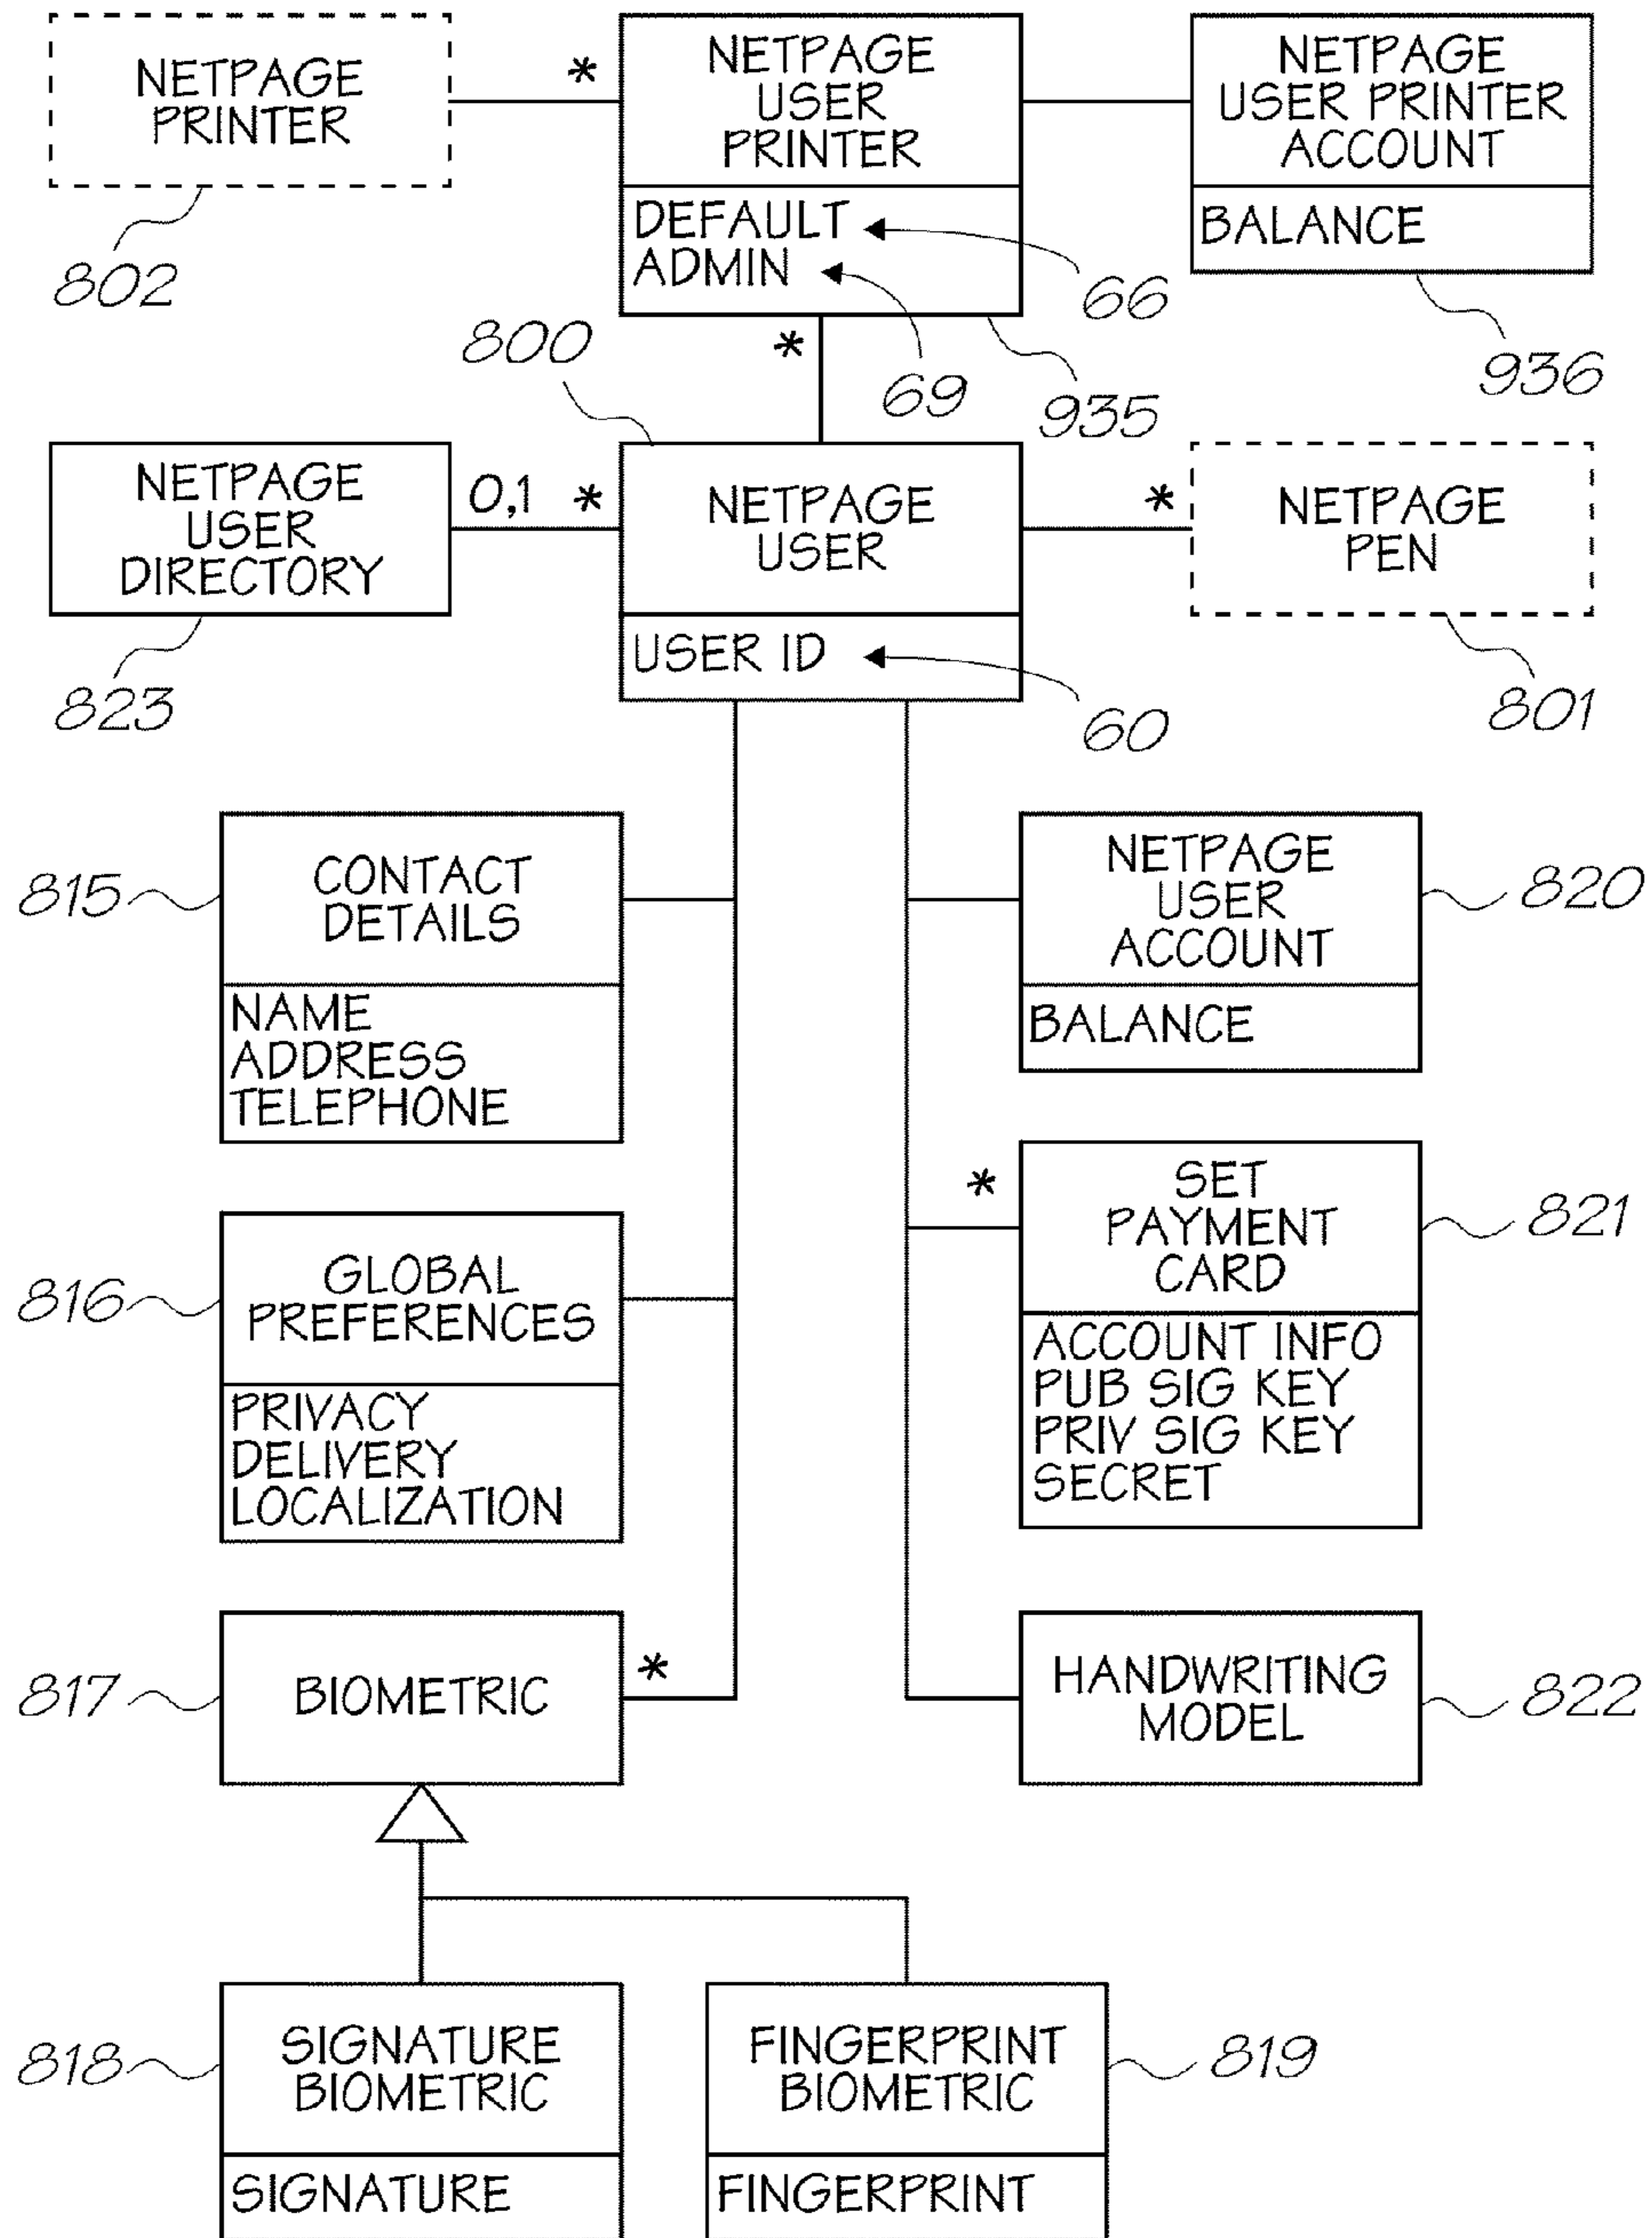 NETPAGE
PRINTER
802
*
NETPAGE
USER
PRINTER
DEFAULT
ADMIN
66
69
935
NETPAGE
USER PRINTER
ACCOUNT
BALANCE
936
*
800
NETPAGE
USER
DIRECTORY
823
0,1 *
NETPAGE
USER
USER ID
60
*
NETPAGE
PEN
801
815
CONTACT
DETAILS
NAME
ADDRESS
TELEPHONE
NETPAGE
USER
ACCOUNT
BALANCE
820
816
GLOBAL
PREFERENCES
PRIVACY
DELIVERY
LOCALIZATION
*
SET
PAYMENT
CARD
ACCOUNT INFO
PUB SIG KEY
PRIV SIG KEY
SECRET
821
817
BIOMETRIC
*
HANDWRITING
MODEL
822
818
SIGNATURE
BIOMETRIC
SIGNATURE
FINGERPRINT
BIOMETRIC
FINGERPRINT
819